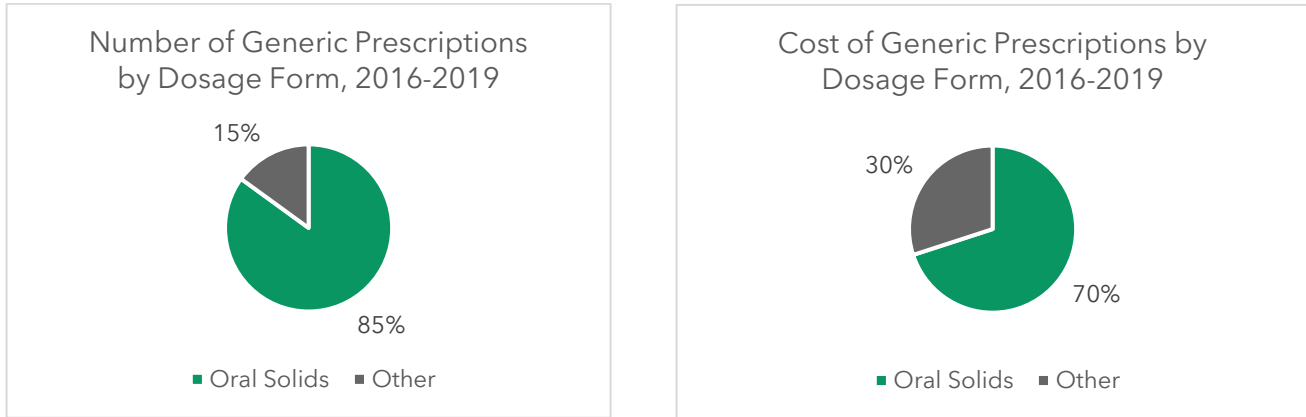 Number of Generic Prescriptions
by Dosage Form, 2016-2019
15%
85%
Oral Solids Other
Cost of Generic Prescriptions by
Dosage Form, 2016-2019
30%
70%
Oral Solids Other